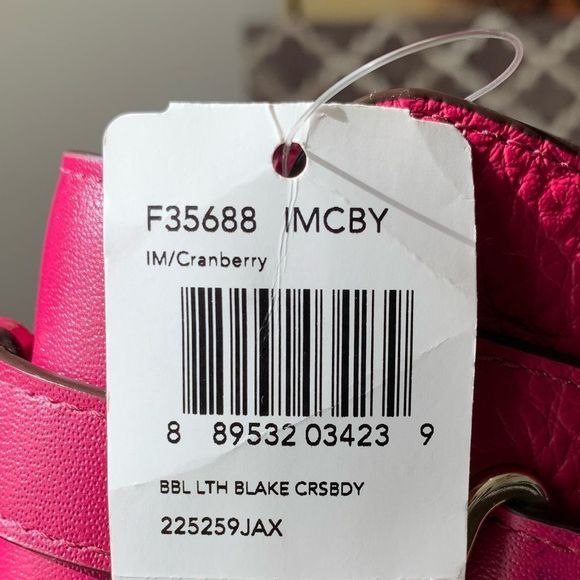 F35688 IMCBY
IM/Cranberry
8 89532 03423 9
BBL LTH BLAKE CRSBDY
225259JAX